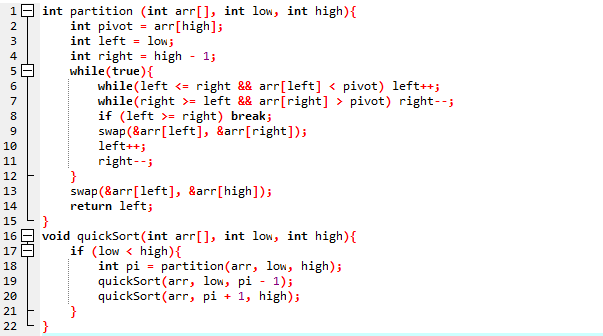 1 int partition (int arr[], int low, int high){
2     int pivot = arr[high];
3     int left = low;
4     int right = high - 1;
5     while(true){
6         while(left <= right && arr[left] < pivot) left++;
7         while(right >= left && arr[right] > pivot) right--;
8         if (left >= right) break;
9         swap(&arr[left], &arr[right]);
10         left++;
11         right--;
12     }
13     swap(&arr[left], &arr[high]);
14     return left;
15 }
16 void quickSort(int arr[], int low, int high){
17     if (low < high){
18         int pi = partition(arr, low, high);
19         quickSort(arr, low, pi - 1);
20         quickSort(arr, pi + 1, high);
21     }
22 }